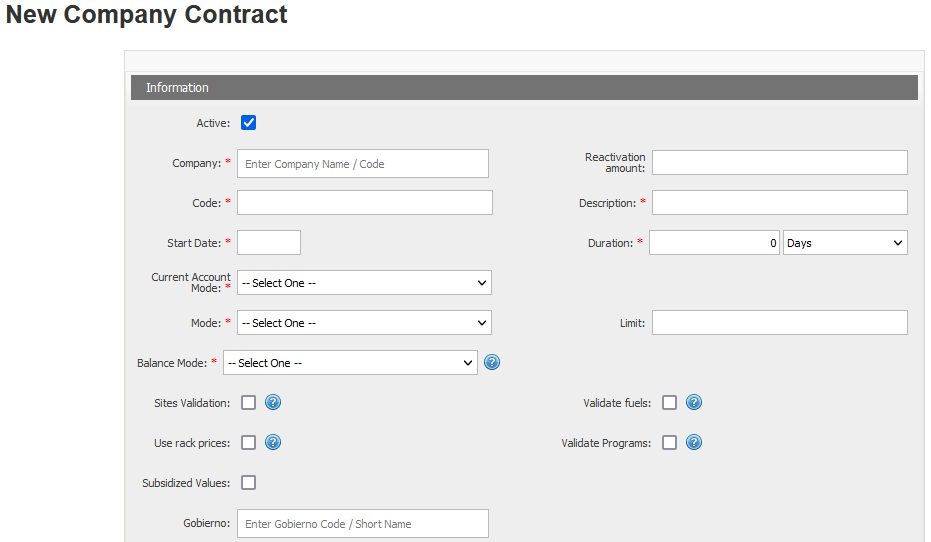 New Company Contract
Information
Active:
Company: * Enter Company Name / Code
Reactivation
amount:
Code: *
Description: *
Start Date: *
Duration: * 0 Days
Current Account
Mode: * -- Select One --
Mode: * -- Select One --
Limit:
Balance Mode: * -- Select One -- ?
Sites Validation: ?
Validate fuels: ?
Use rack prices: ?
Validate Programs: ?
Subsidized Values:
Gobierno: Enter Gobierno Code / Short Name